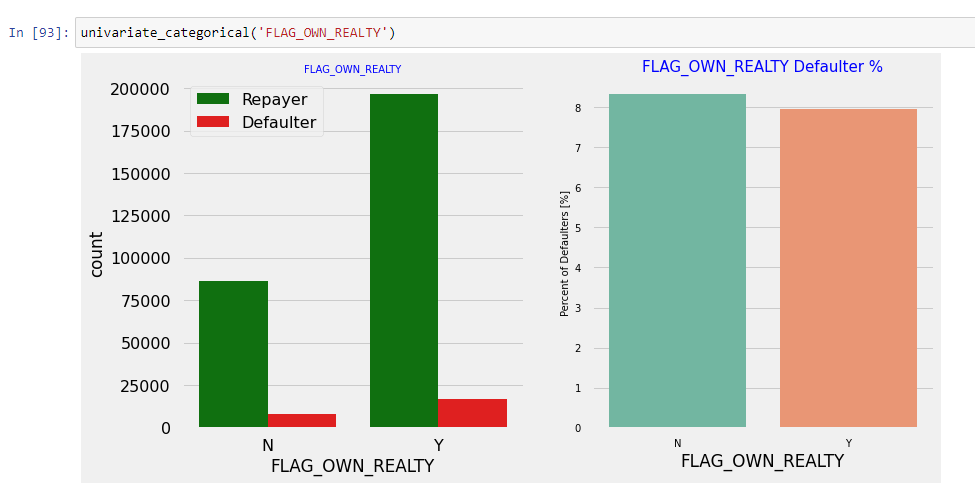 In [93]: univariate_categorical('FLAG_OWN_REALTY')
FLAG_OWN_REALTY
200000
175000
150000
125000
100000
75000
50000
25000
0
count
Repayer
Defaulter
N Y
FLAG_OWN_REALTY
FLAG_OWN_REALTY Defaulter %
8
7
6
5
4
3
2
1
0
Percent of Defaulters [%]
N Y
FLAG_OWN_REALTY